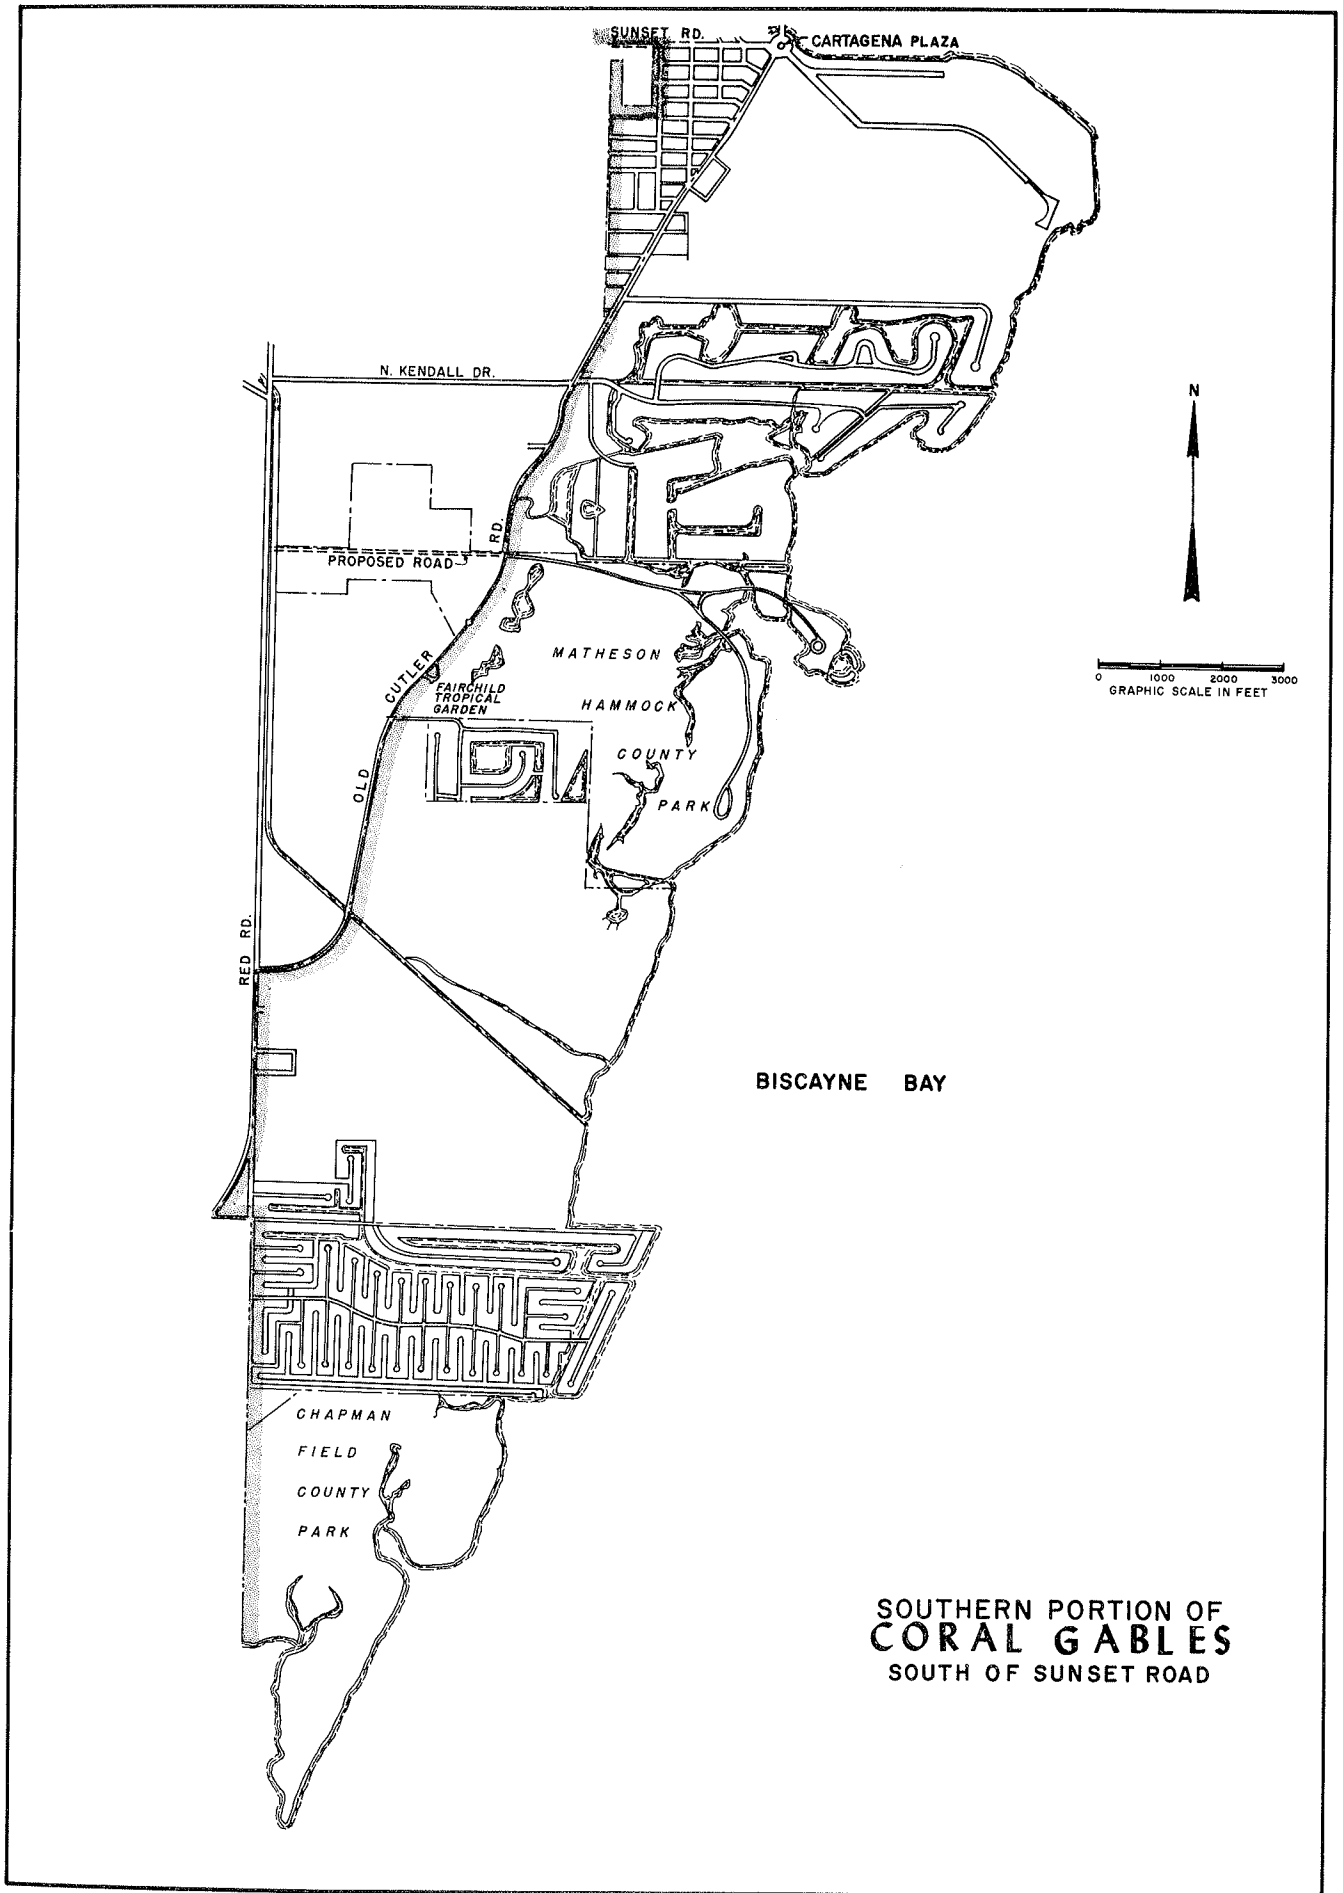 SUNSET RD.
CARTAGENA PLAZA
N. KENDALL DR.
N
RD.
PROPOSED ROAD
MATHESON
CUTLER
0 1000 2000 3000
GRAPHIC SCALE IN FEET
FAIRCHILD
TROPICAL
GARDEN
HAMMOCK
COUNTY
OLD
PARK
RED RD.
BISCAYNE BAY
CHAPMAN
FIELD
COUNTY
PARK
SOUTHERN PORTION OF
CORAL GABLES
SOUTH OF SUNSET ROAD